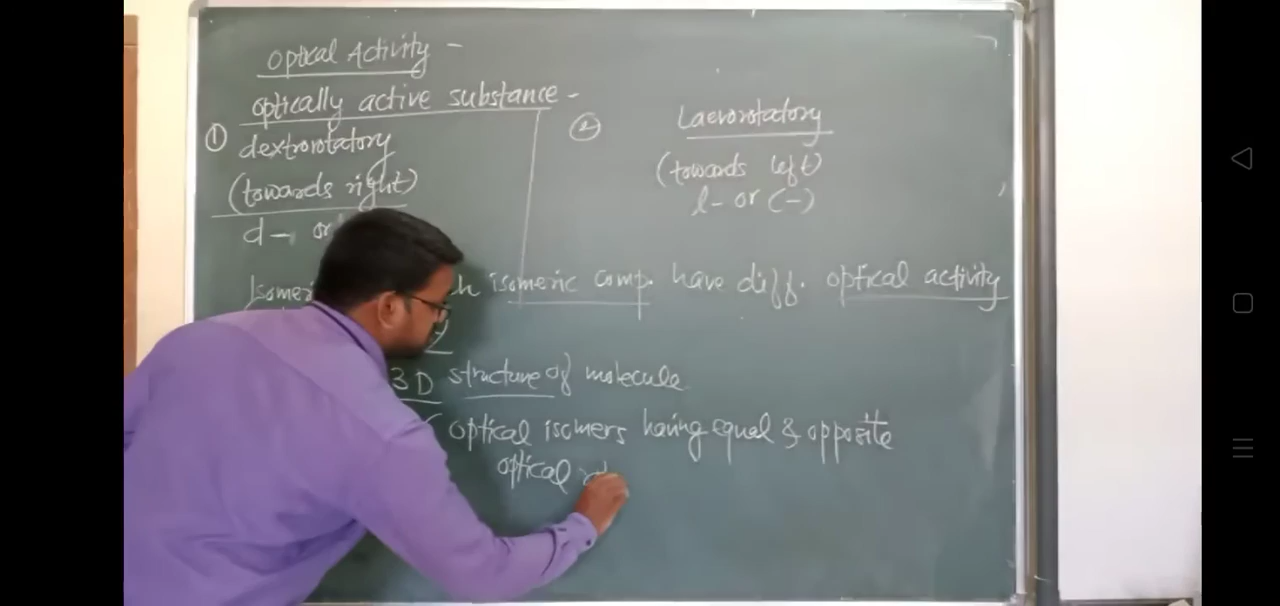 Optical Activity -
optically active substance -
① dextrorotatory
(towards right)
d- or
② Laevorotatory
(towards left)
l- or (-)
isomeric comp. have diff. optical activity
3D structure of molecule
optical isomers having equal & opposite
optical